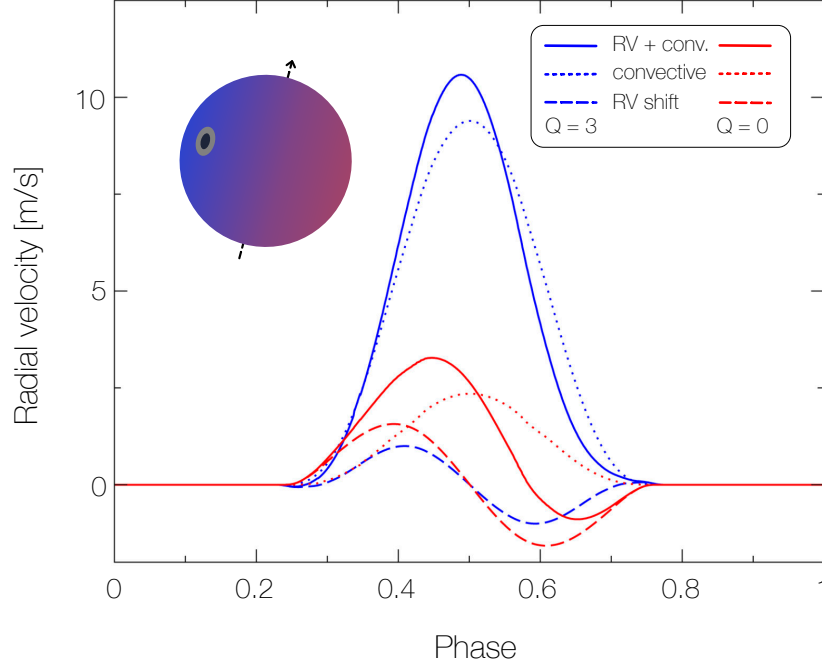 RV + conv.
convective
RV shift
Q = 3 Q = 0
10
5
0
Radial velocity [m/s]
0 0.2 0.4 0.6 0.8 1
Phase